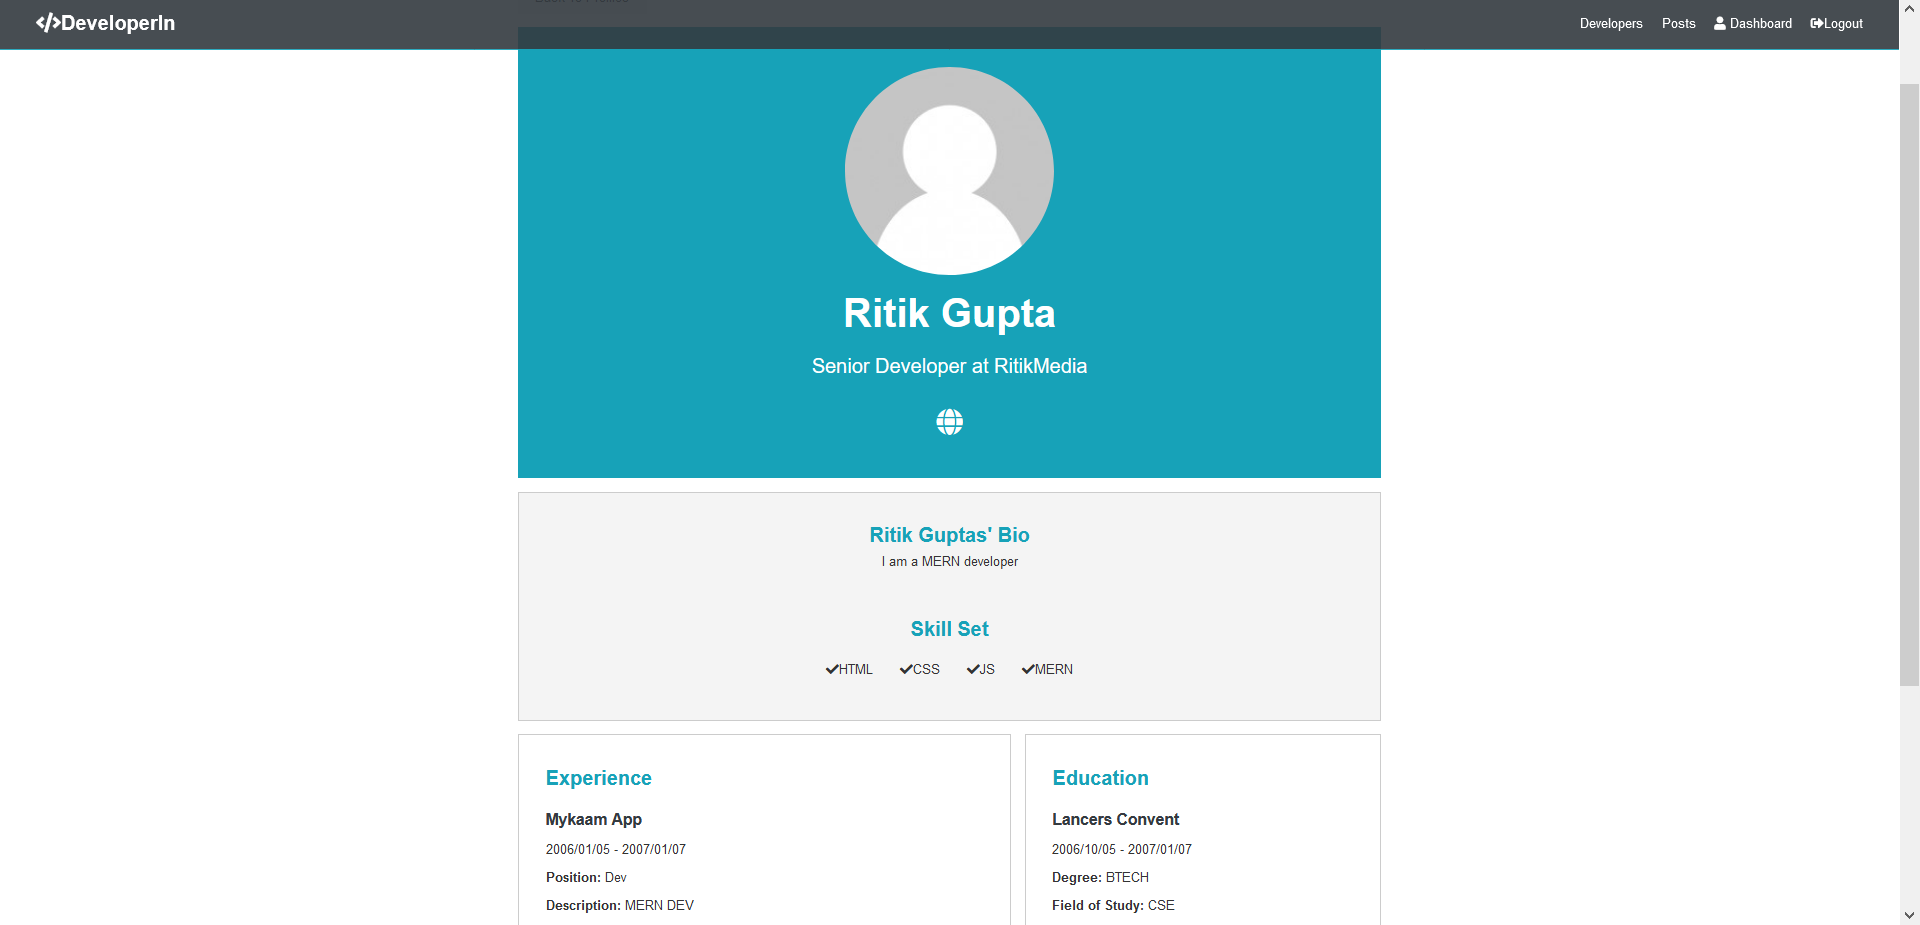 </>DeveloperIn
Developers Posts Dashboard Logout
Ritik Gupta
Senior Developer at RitikMedia
Ritik Guptas' Bio
I am a MERN developer
Skill Set
HTML CSS JS MERN
Experience
Mykaam App
2006/01/05 - 2007/01/07
Position: Dev
Description: MERN DEV
Education
Lancers Convent
2006/10/05 - 2007/01/07
Degree: BTECH
Field of Study: CSE